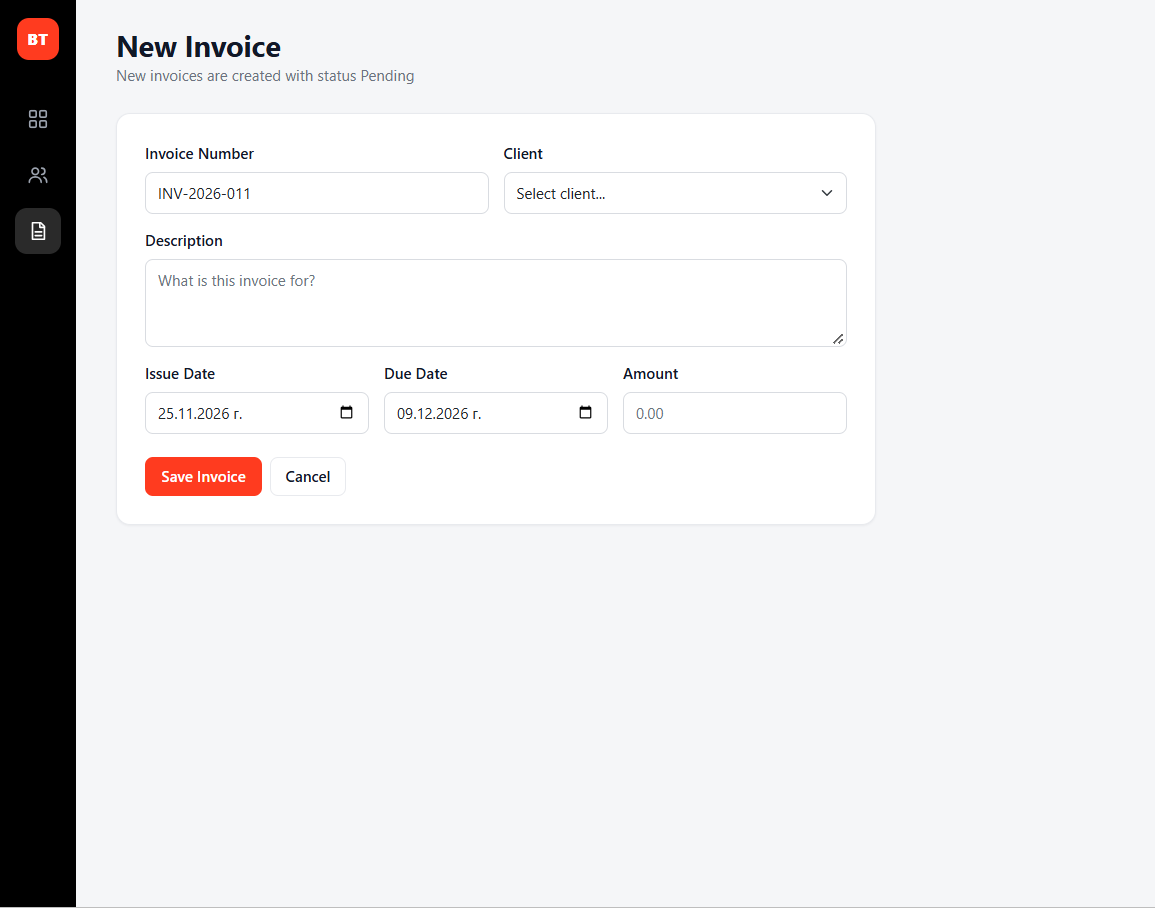 BT
New Invoice
New invoices are created with status Pending
Invoice Number
Client
INV-2026-011
Select client...
Description
What is this invoice for?
Issue Date
Due Date
Amount
25.11.2026 г.
09.12.2026 г.
0.00
Save Invoice
Cancel